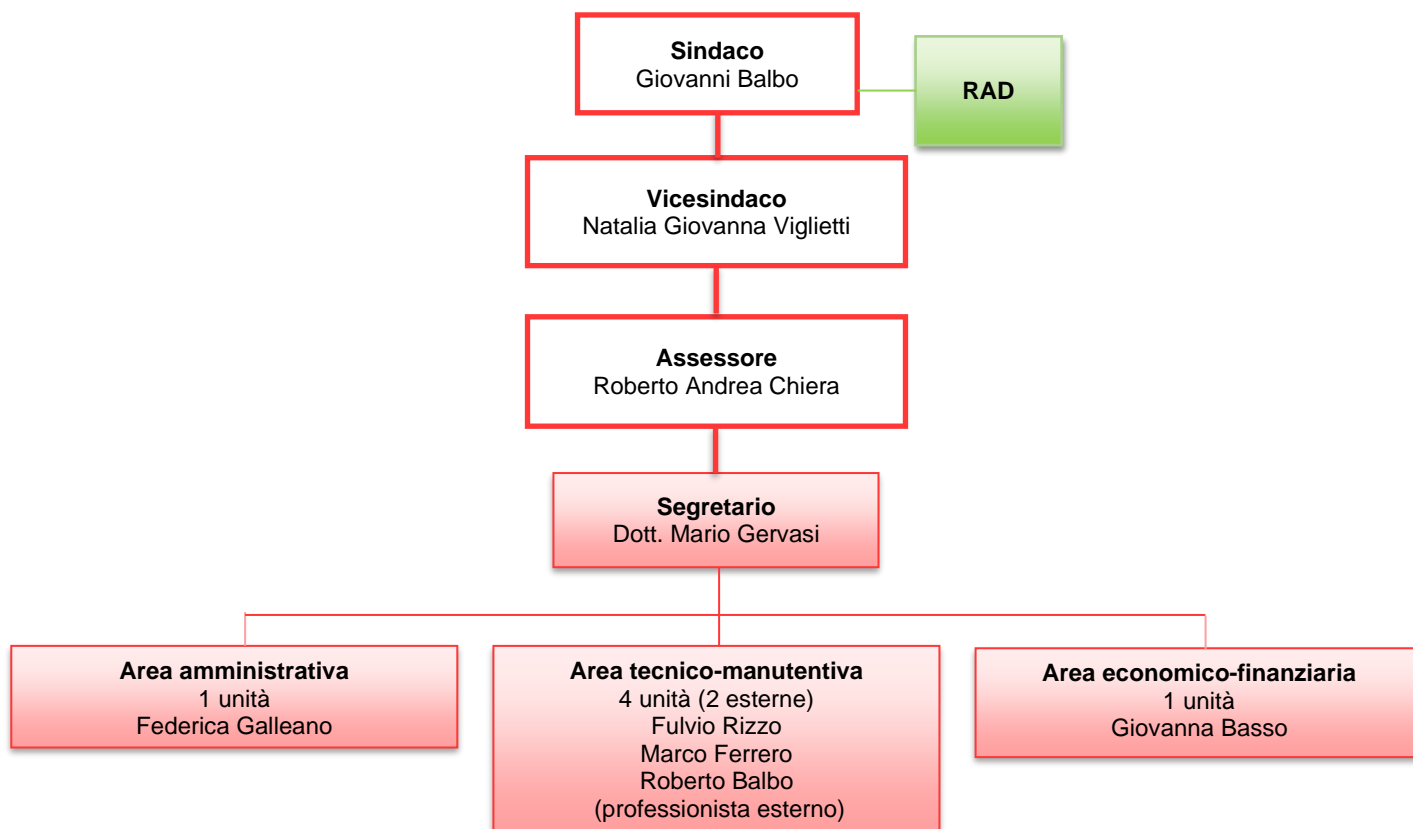 Sindaco
Giovanni Balbo
RAD
Vicesindaco
Natalia Giovanna Viglietti
Assessore
Roberto Andrea Chiera
Segretario
Dott. Mario Gervasi
Area amministrativa
1 unità
Federica Galleano
Area tecnico-manutentiva
4 unità (2 esterne)
Fulvio Rizzo
Marco Ferrero
Roberto Balbo
(professionista esterno)
Area economico-finanziaria
1 unità
Giovanna Basso